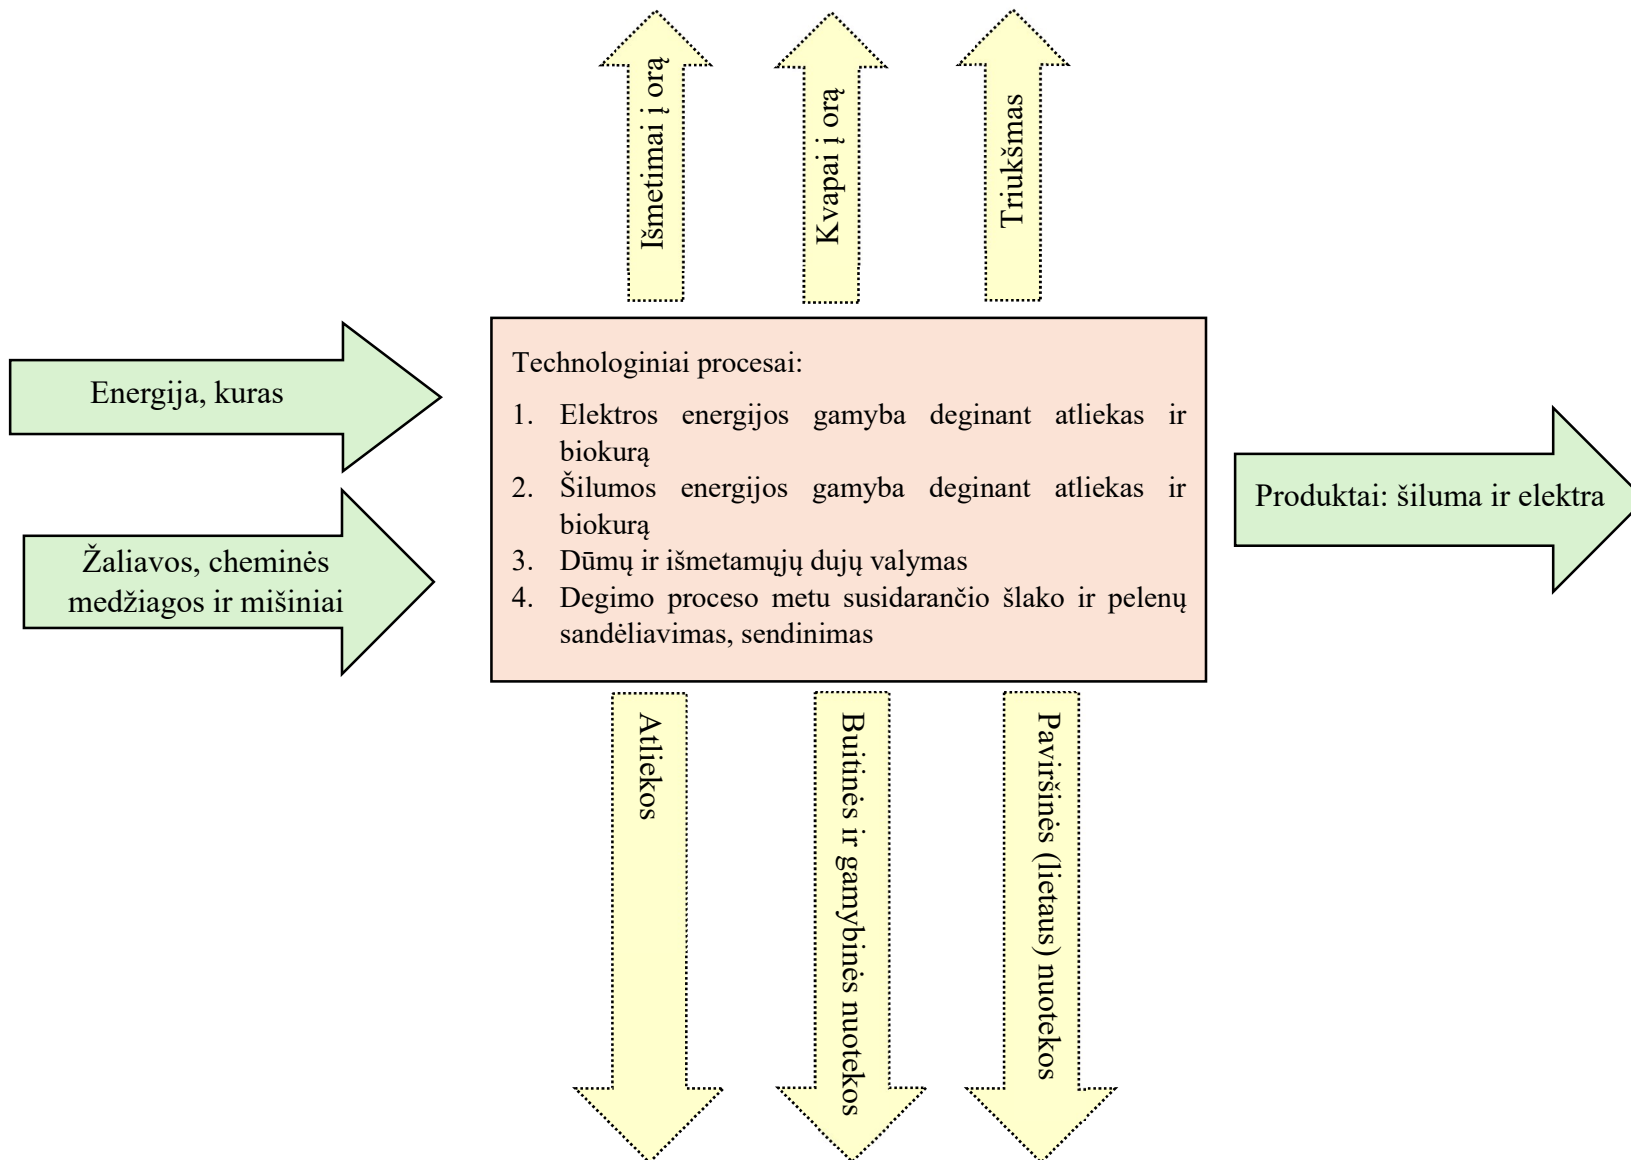 Išmetimai į orą
Kvapai į orą
Triukšmas
Energija, kuras
Žaliavos, cheminės
medžiagos ir mišiniai
Technologiniai procesai:
1. Elektros energijos gamyba deginant atliekas ir
biokurą
2. Šilumos energijos gamyba deginant atliekas ir
biokurą
3. Dūmų ir išmetamųjų dujų valymas
4. Degimo proceso metu susidarančio šlako ir pelenų
sandėliavimas, sendinimas
Produktai: šiluma ir elektra
Atliekos
Buitinės ir gamybinės nuotekos
Paviršinės (lietaus) nuotekos